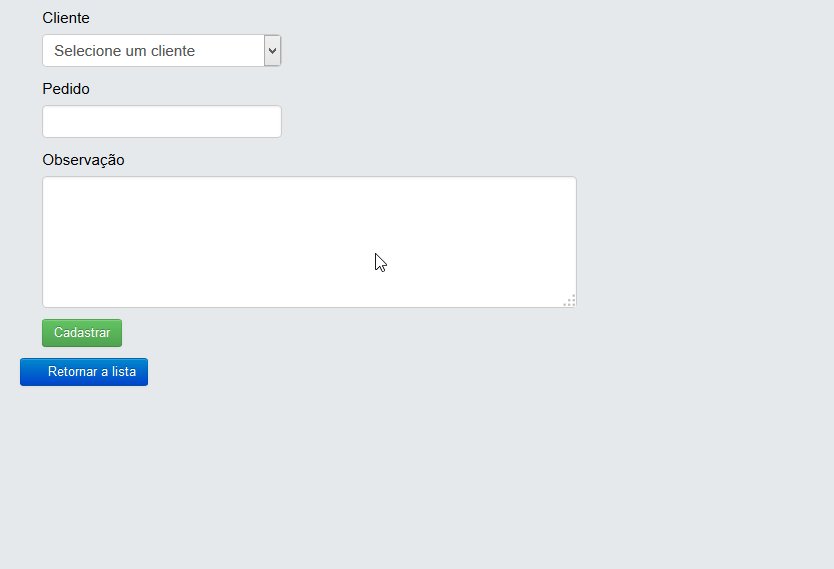 Cliente
Selecione um cliente
Pedido
Observação
Cadastrar
Retornar a lista